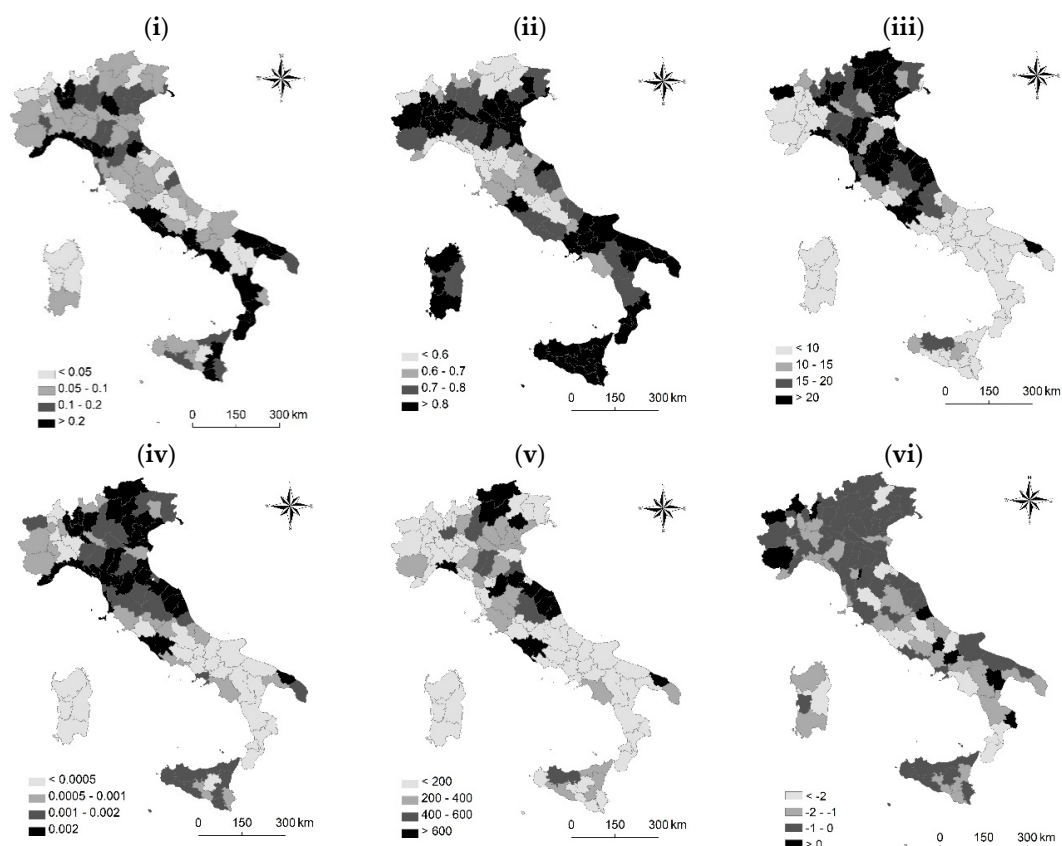 (i) (ii) (iii)
< 0.05
0.05 - 0.1
0.1 - 0.2
> 0.2
0 150 300 km
< 0.6
0.6 - 0.7
0.7 - 0.8
> 0.8
0 150 300 km
< 10
10 - 15
15 - 20
> 20
0 150 300 km
(iv) (v) (vi)
< 0.0005
0.0005 - 0.001
0.001 - 0.002
0.002
0 150 300 km
< 200
200 - 400
400 - 600
> 600
0 150 300 km
< -2
-2 - -1
-1 - 0
> 0
0 150 300 km